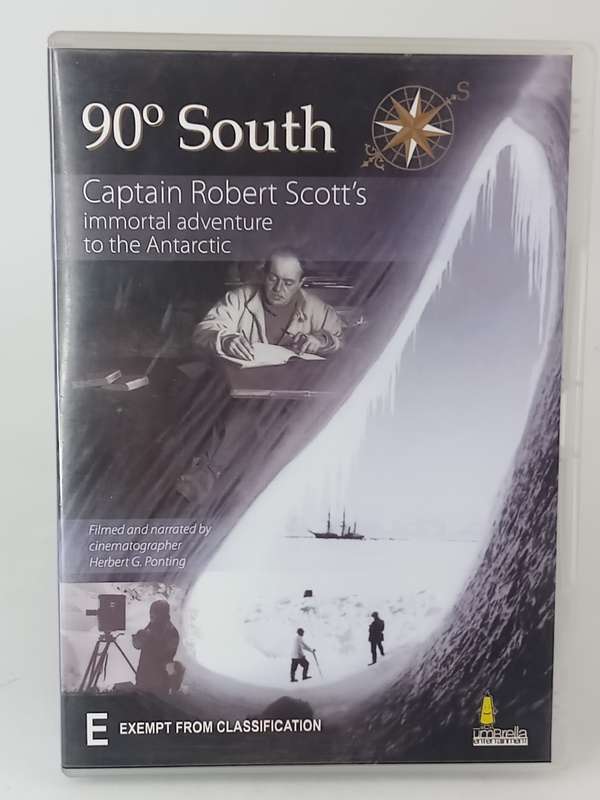 90º South
S
Captain Robert Scott's
immortal adventure
to the Antarctic
Filmed and narrated by
cinematographer
Herbert G. Ponting
E EXEMPT FROM CLASSIFICATION
umbrella
entertainment